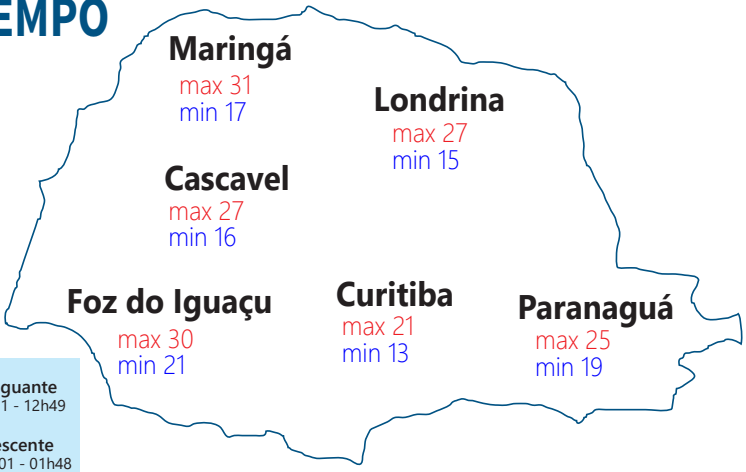 EMPO
Maringá
max 31
min 17
Londrina
max 27
min 15
Cascavel
max 27
min 16
Foz do Iguaçu
max 30
min 21
Curitiba
max 21
min 13
Paranaguá
max 25
min 19
guante
1 - 12h49
escente
01 - 01h48